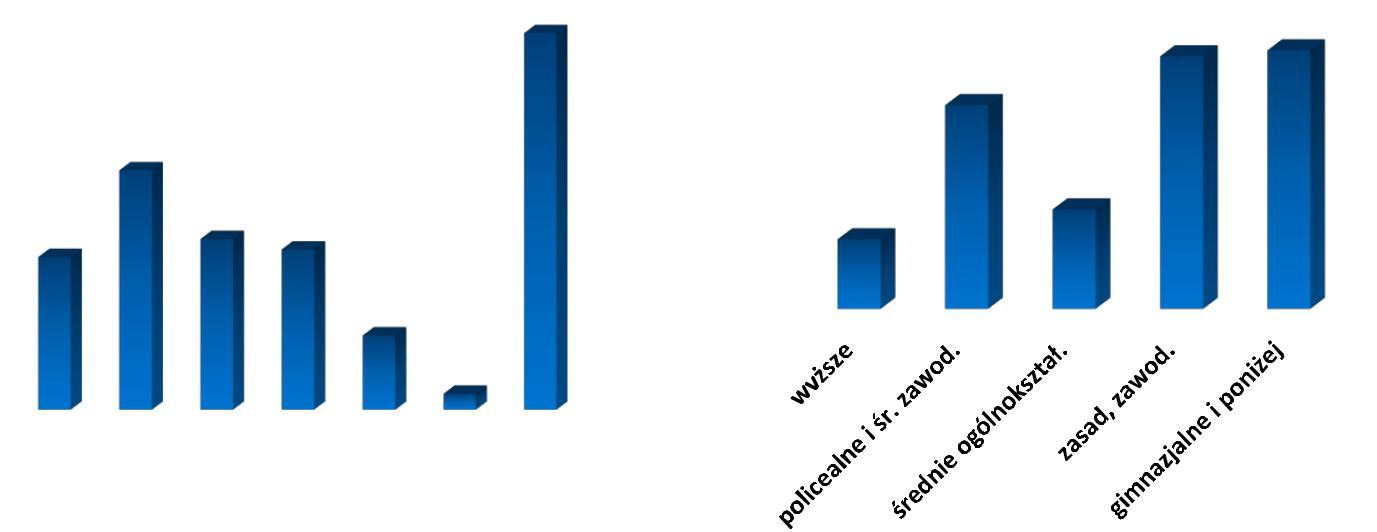 wyższe
policealne i śr. zawod.
średnie ogólnokształ.
zasad, zawod.
gimnazjalne i poniżej